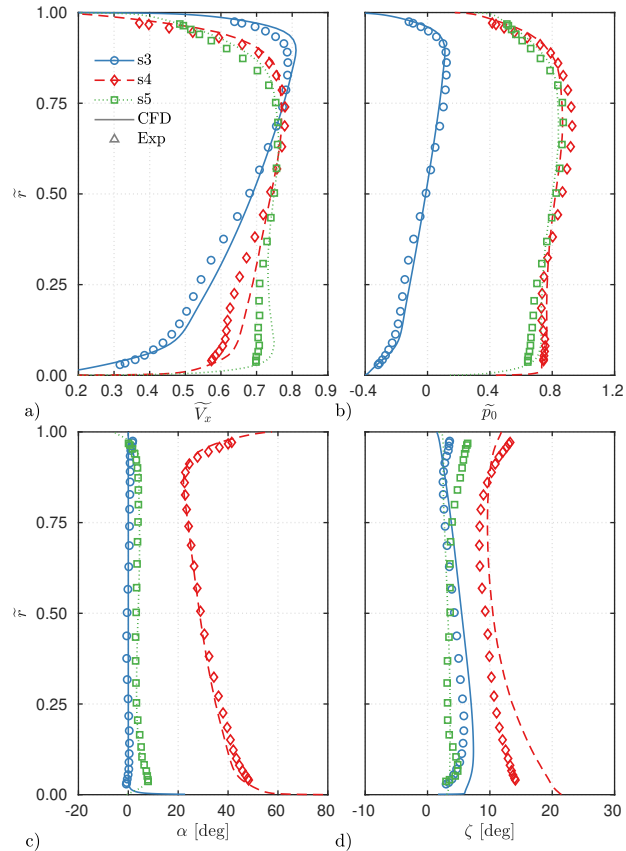 1.00
0.75
0.50
0.25
0.00
r̃
s3
s4
s5
CFD
Exp
0.2 0.3 0.4 0.5 0.6 0.7 0.8 0.9
-0.4 0 0.4 0.8 1.2
a) Ṽₓ b) p̃₀
1.00
0.75
0.50
0.25
0.00
r̃
-20 0 20 40 60 80
-10 0 10 20 30
c) α [deg] d) ζ [deg]